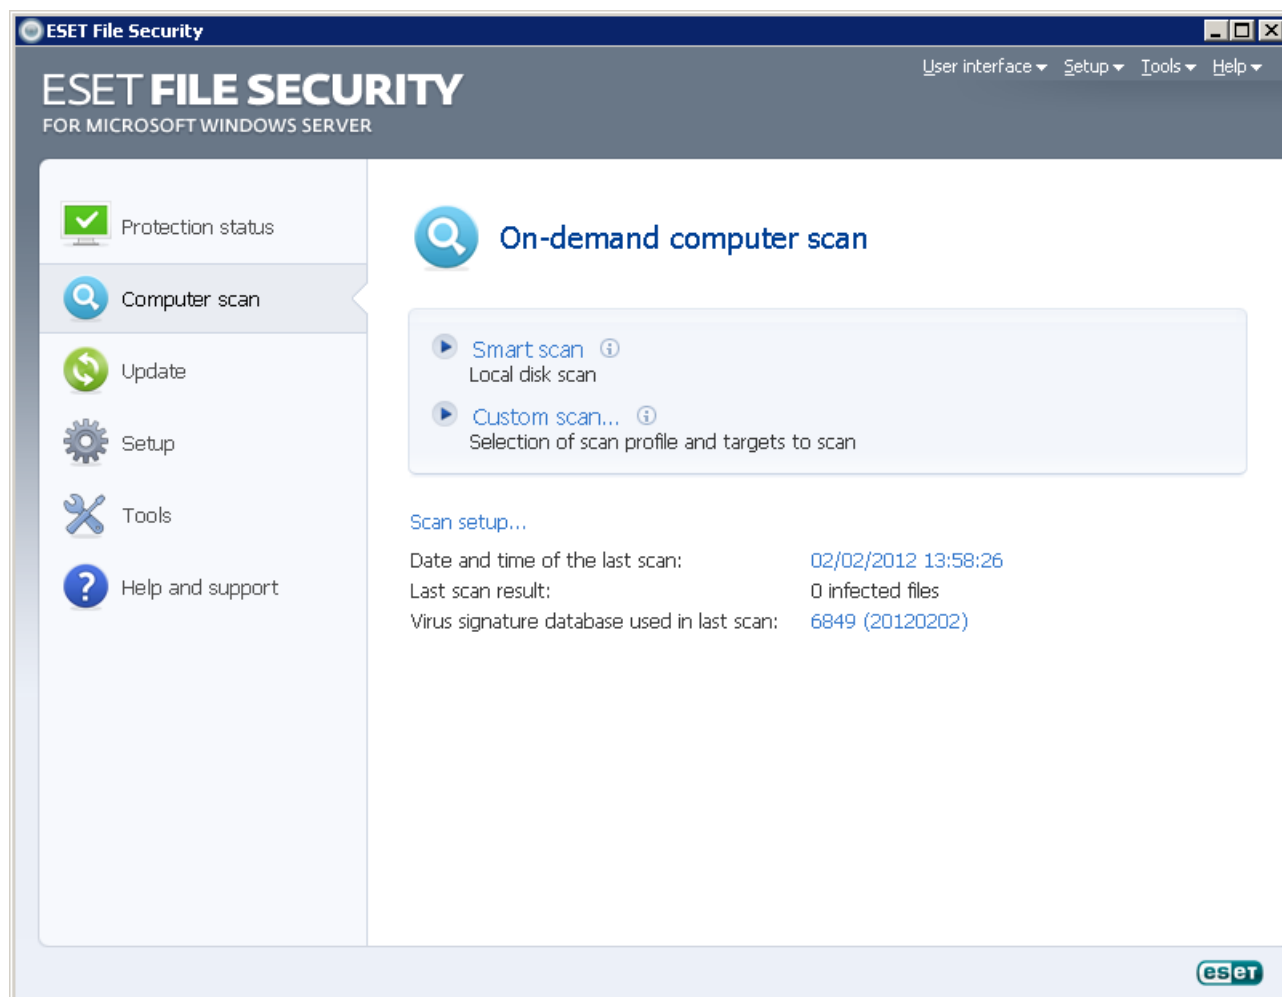 ESET File Security
ESET FILE SECURITY
FOR MICROSOFT WINDOWS SERVER
User interface Setup Tools Help
Protection status
Computer scan
Update
Setup
Tools
Help and support
On-demand computer scan
Smart scan
Local disk scan
Custom scan...
Selection of scan profile and targets to scan
Scan setup...
Date and time of the last scan: 02/02/2012 13:58:26
Last scan result: 0 infected files
Virus signature database used in last scan: 6849 (20120202)
eseT